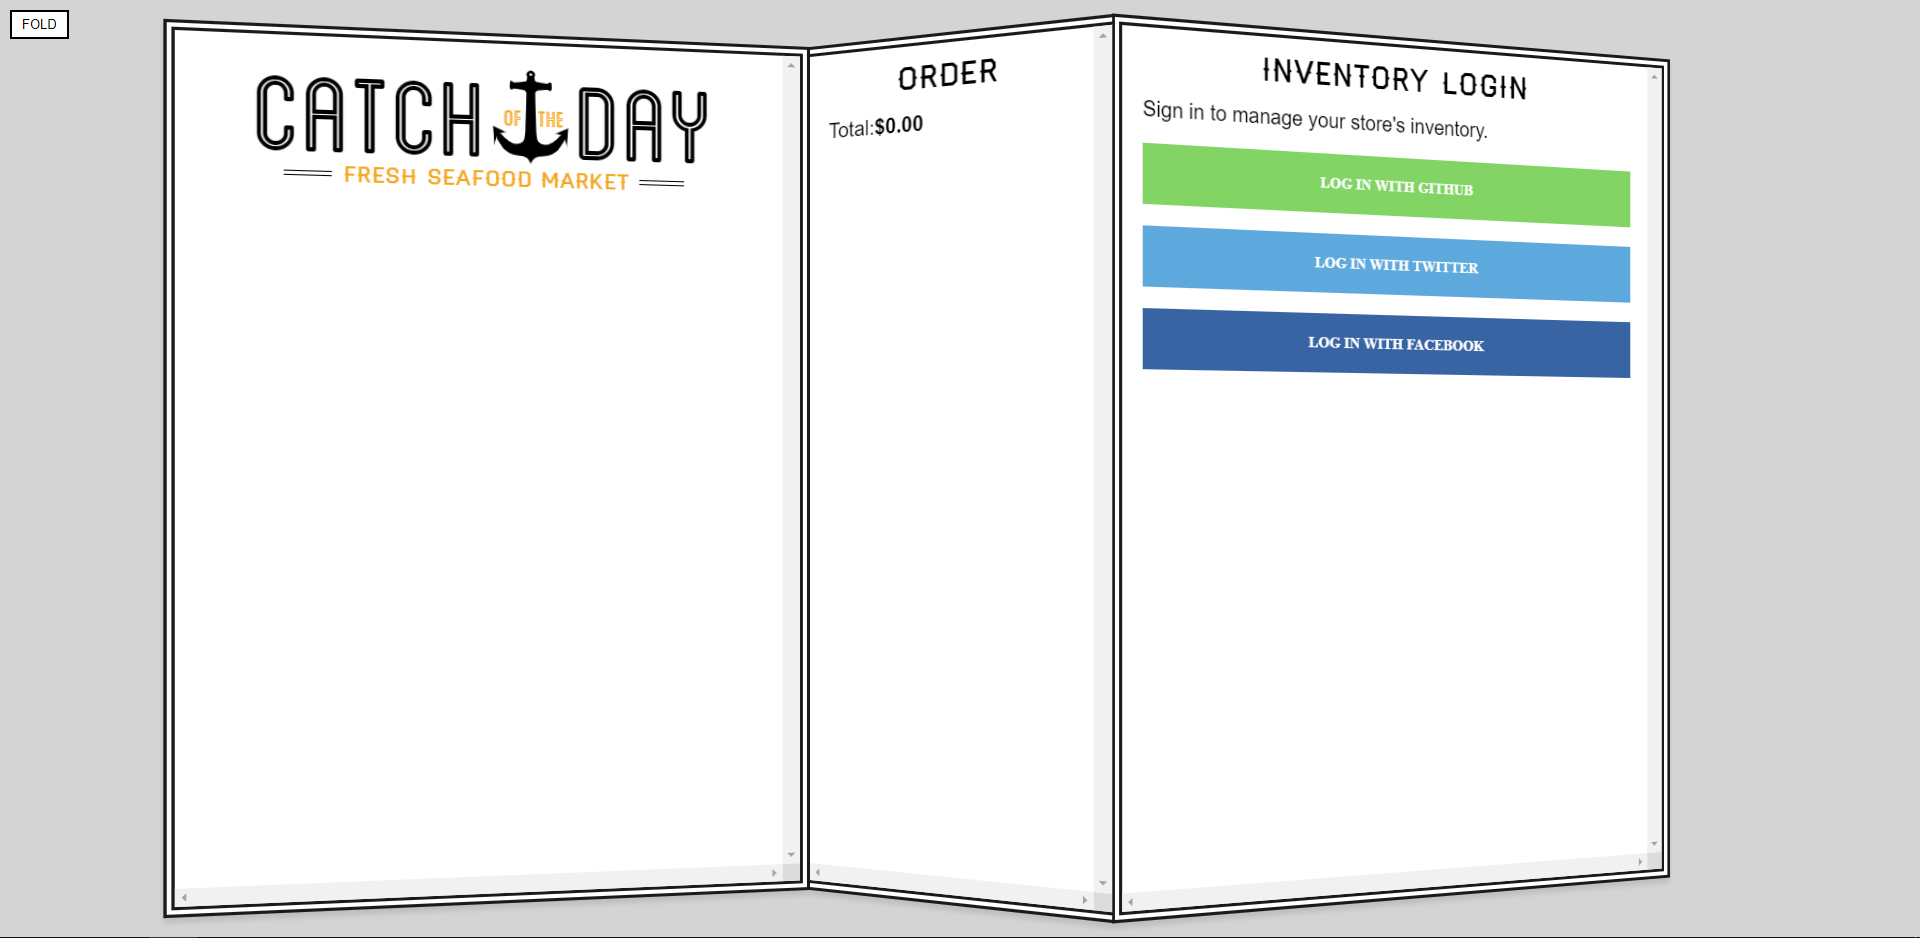 FOLD
CATCH OF THE DAY
FRESH SEAFOOD MARKET
ORDER
Total:$0.00
INVENTORY LOGIN
Sign in to manage your store's inventory.
LOG IN WITH GITHUB
LOG IN WITH TWITTER
LOG IN WITH FACEBOOK